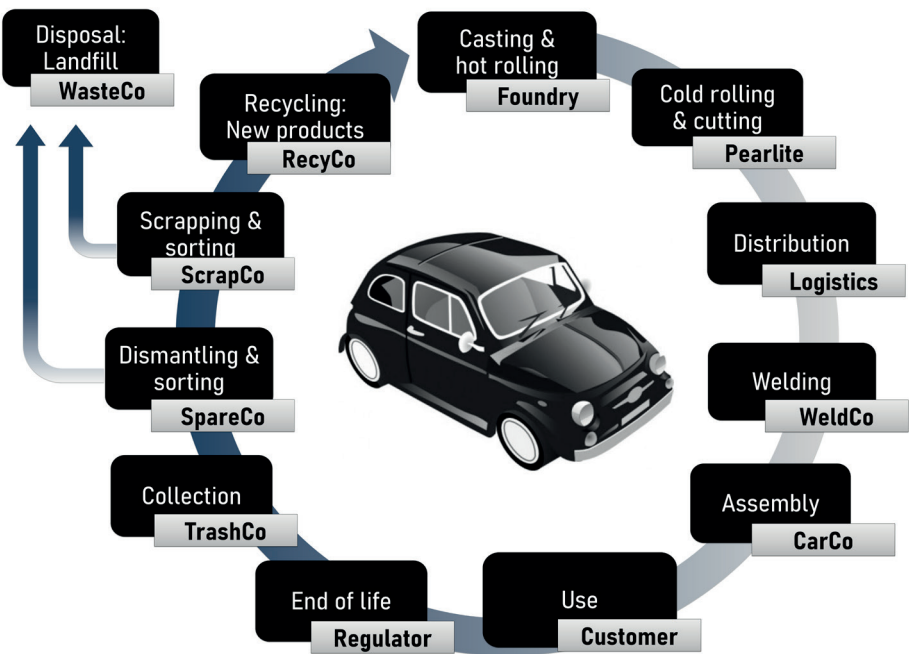 Disposal:
Landfill
WasteCo
Casting &
hot rolling
Foundry
Cold rolling
& cutting
Pearlite
Distribution
Logistics
Welding
WeldCo
Assembly
CarCo
Use
Customer
End of life
Regulator
Collection
TrashCo
Dismantling &
sorting
SpareCo
Scrapping &
sorting
ScrapCo
Recycling:
New products
RecyCo